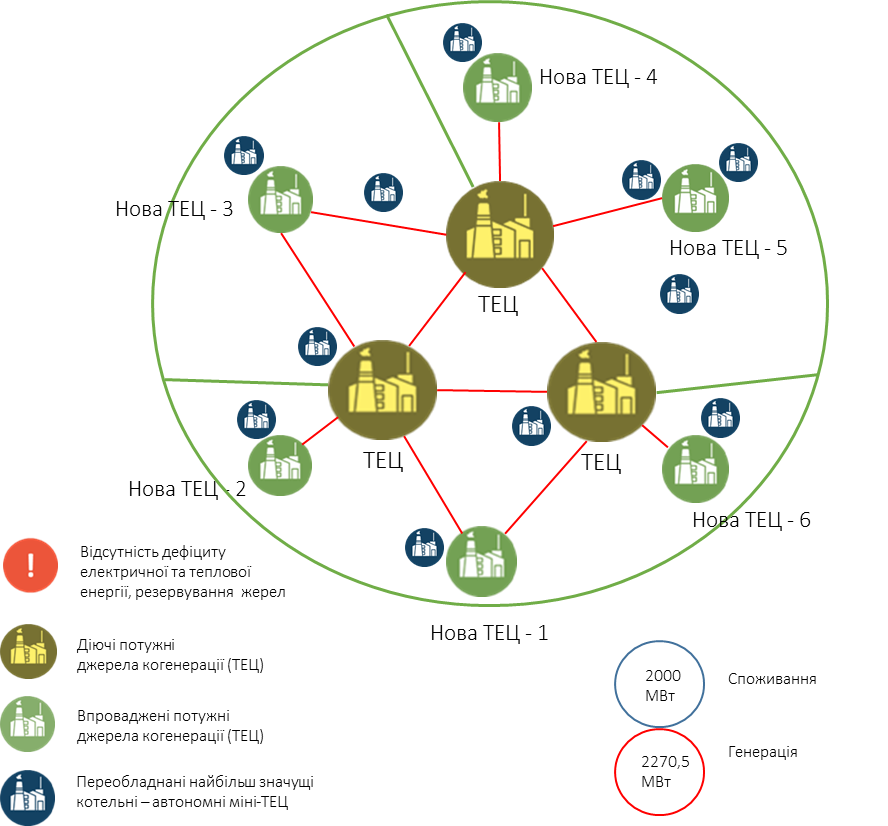 Нова ТЕЦ - 4
Нова ТЕЦ - 3
Нова ТЕЦ - 5
ТЕЦ
ТЕЦ
ТЕЦ
Нова ТЕЦ - 2
Нова ТЕЦ - 6
Нова ТЕЦ - 1
!
Відсутність дефіциту
електричної та теплової
енергії, резервування жерел
Діючі потужні
джерела когенерації (ТЕЦ)
Впроваджені потужні
джерела когенерації (ТЕЦ)
Переобладнані найбільш значущі
котельні – автономні міні-ТЕЦ
2000
МВт
Споживання
2270,5
МВт
Генерація